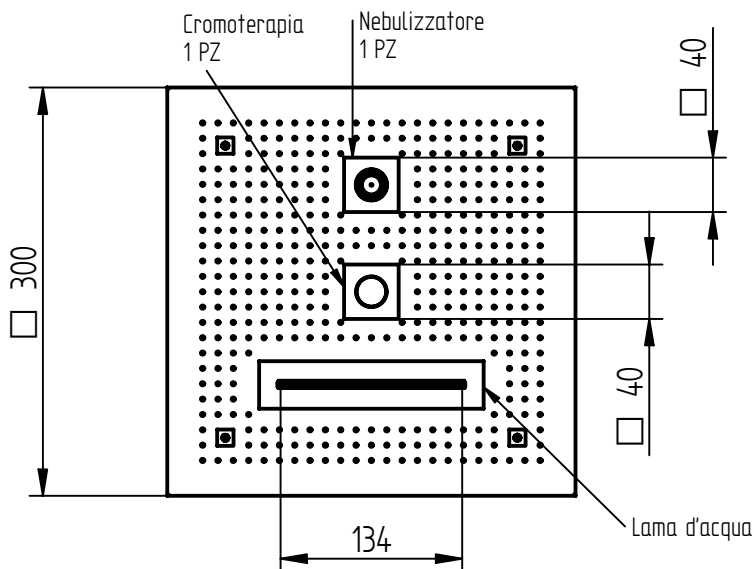 Cromoterapia
1 PZ
Nebulizzatore
1 PZ
□ 40
□ 300
□ 40
Lama d'acqua
134